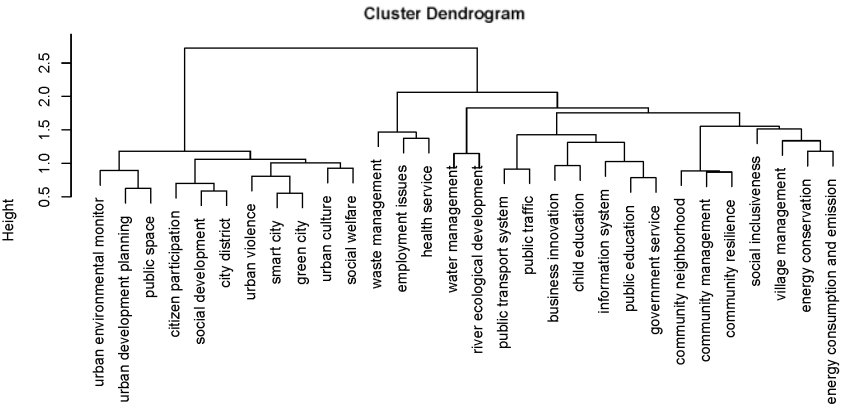 Cluster Dendrogram
Height
2.5
2.0
1.5
1.0
0.5
urban environmental monitor
urban development planning
public space
citizen participation
social development
city district
urban violence
smart city
green city
urban culture
social welfare
waste management
employment issues
health service
water management
river ecological development
public transport system
public traffic
business innovation
child education
information system
public education
government service
community neighborhood
community management
community resilience
social inclusiveness
village management
energy conservation
energy consumption and emission